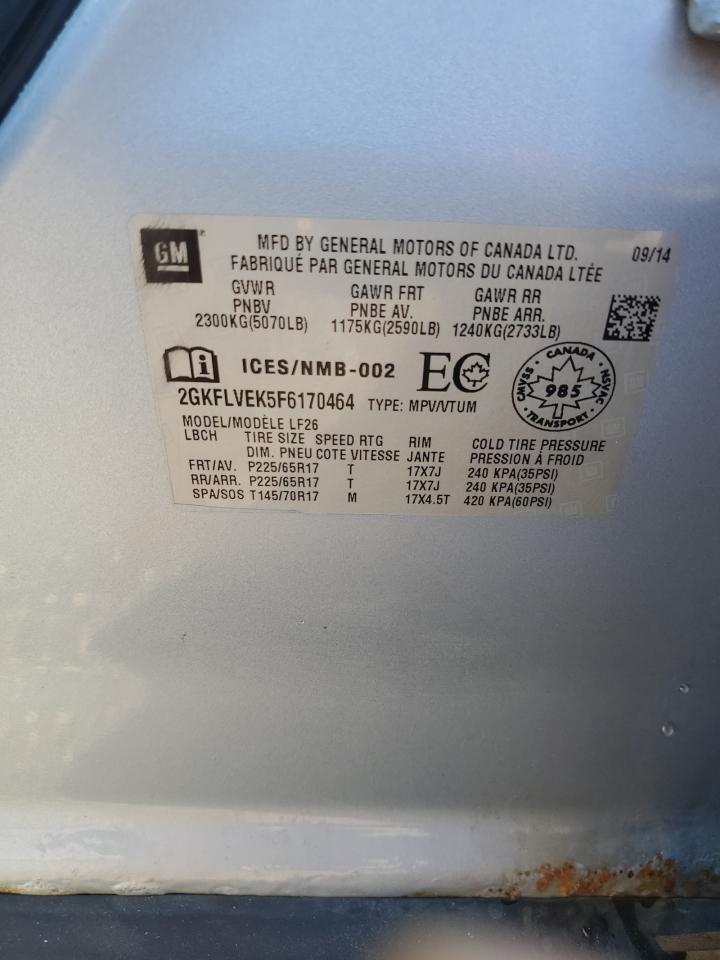 GM
MFD BY GENERAL MOTORS OF CANADA LTD. 09/14
FABRIQUÉ PAR GENERAL MOTORS DU CANADA LTÉE
GVWR GAWR FRT GAWR RR
PNBV PNBE AV. PNBE ARR.
2300KG(5070LB) 1175KG(2590LB) 1240KG(2733LB)
i ICES/NMB-002 EC
CANADA
CMVSS 985 NSVAC
TRANSPORT
2GKFLVEK5F6170464 TYPE: MPV/VTUM
MODEL/MODÈLE LF26
LBCH TIRE SIZE SPEED RTG RIM COLD TIRE PRESSURE
DIM. PNEU COTE VITESSE JANTE PRESSION À FROID
FRT/AV. P225/65R17 T 17X7J 240 KPA(35PSI)
RR/ARR. P225/65R17 T 17X7J 240 KPA(35PSI)
SPA/SOS T145/70R17 M 17X4.5T 420 KPA(60PSI)